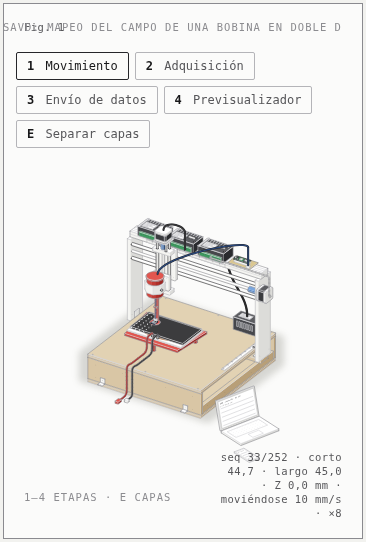 Fig. 1
MAPEO DEL CAMPO DE UNA BOBINA EN DOBLE D
1 Movimiento
2 Adquisición
3 Envío de datos
4 Previsualizador
E Separar capas
seq 33/252 · corto
44,7 · largo 45,0
· Z 0,0 mm ·
moviéndose 10 mm/s
· ×8
1—4 ETAPAS · E CAPAS